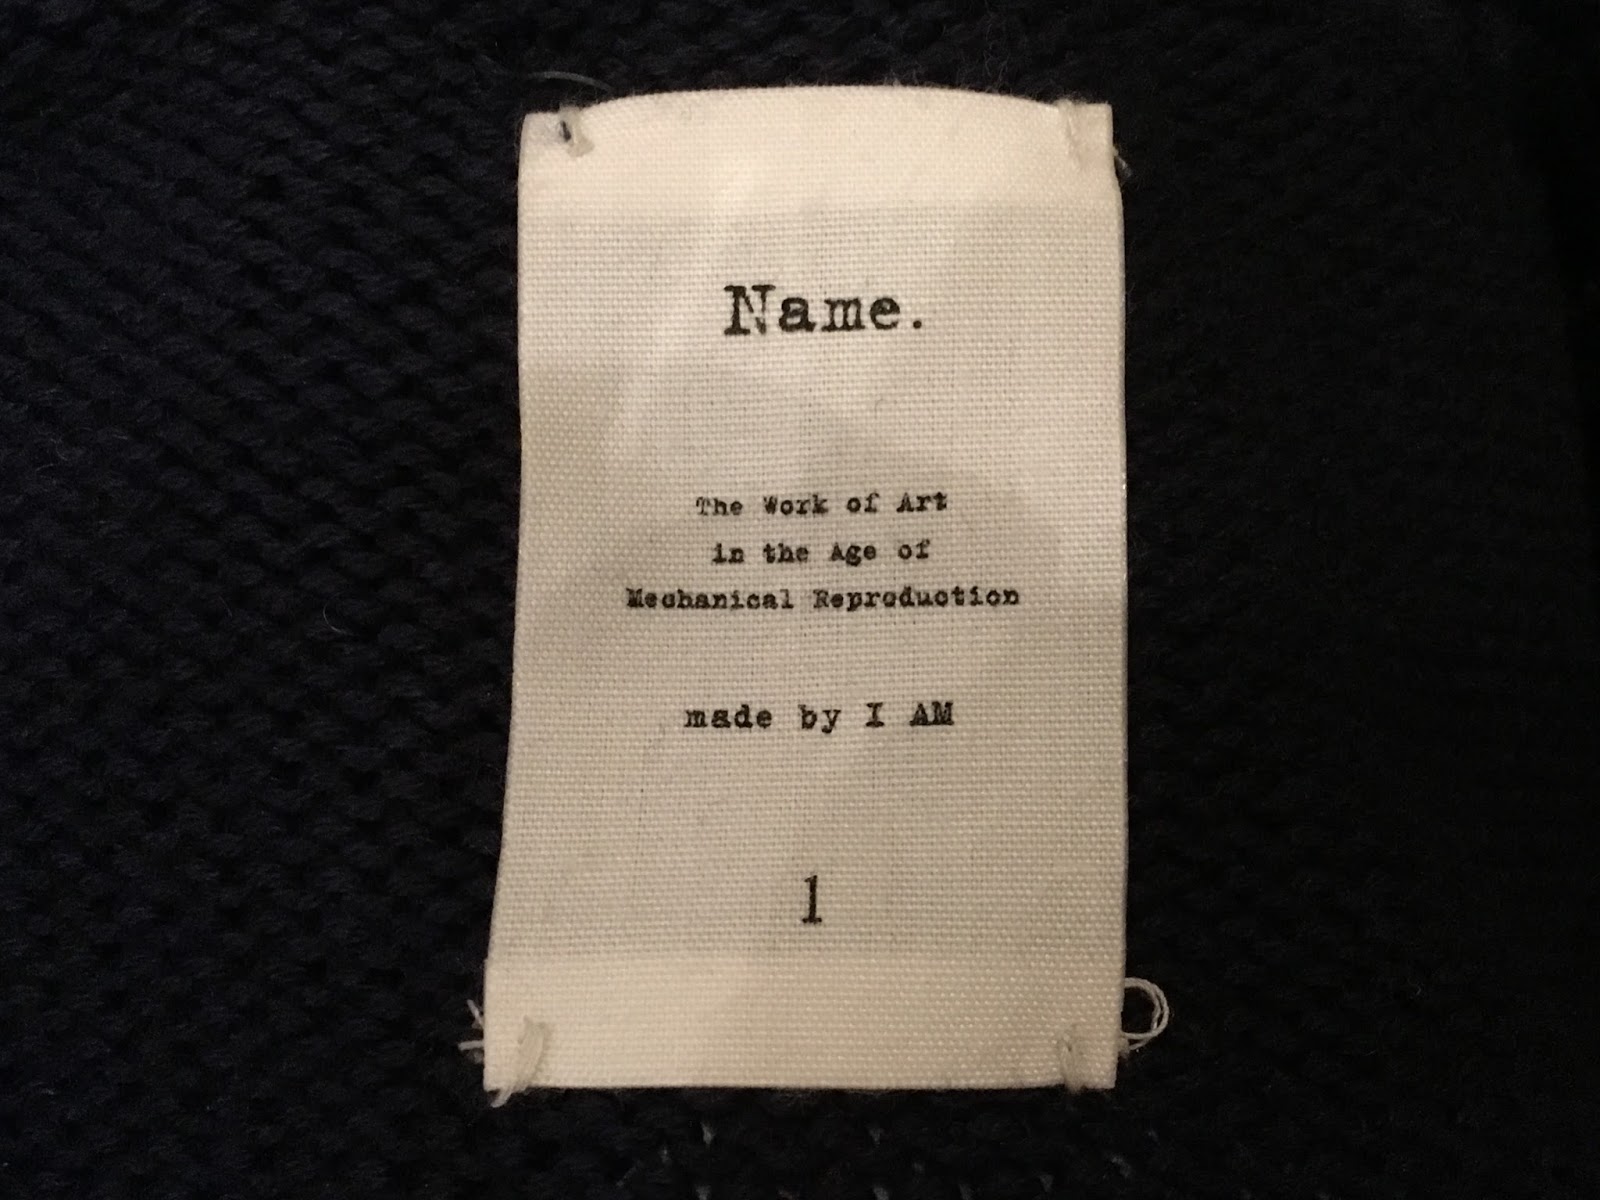 Name.
The Work of Art
in the Age of
Mechanical Reproduction
made by I AM
1